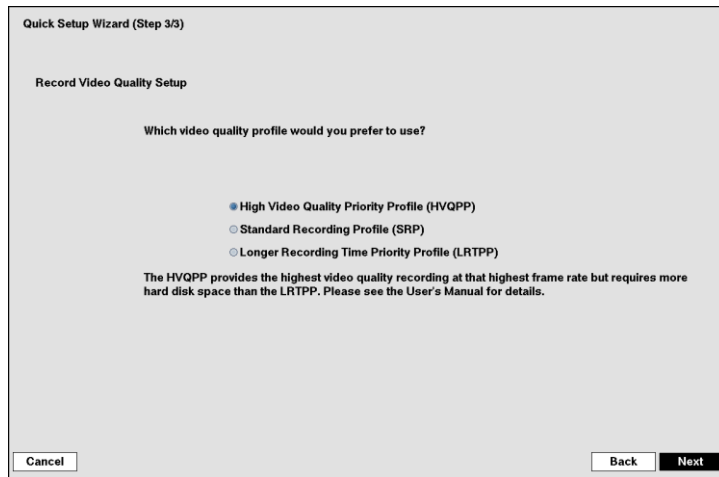 Quick Setup Wizard (Step 3/3)
Record Video Quality Setup
Which video quality profile would you prefer to use?
High Video Quality Priority Profile (HVQPP)
Standard Recording Profile (SRP)
Longer Recording Time Priority Profile (LRTPP)
The HVQPP provides the highest video quality recording at that highest frame rate but requires more
hard disk space than the LRTPP. Please see the User's Manual for details.
Cancel
Back
Next